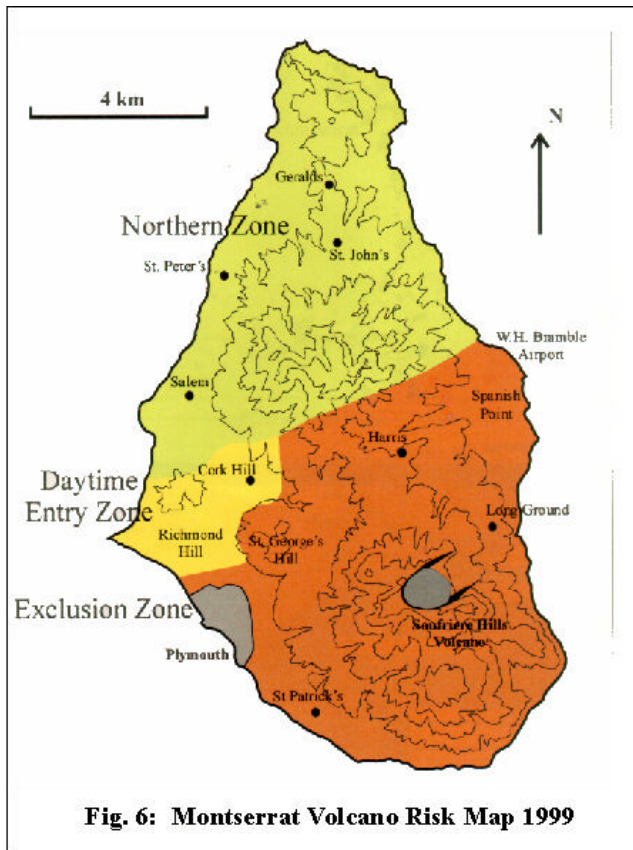 4 km
N
Geralds
Northern Zone
St. John's
St. Peter's
W.H. Bramble
Airport
Salem
Spanish
Point
Harris
Daytime
Entry Zone
Cork Hill
Long Ground
Richmond
Hill
St. George's
Hill
Exclusion Zone
Soufriere Hills
Volcano
Plymouth
St Patrick's
Fig. 6: Montserrat Volcano Risk Map 1999